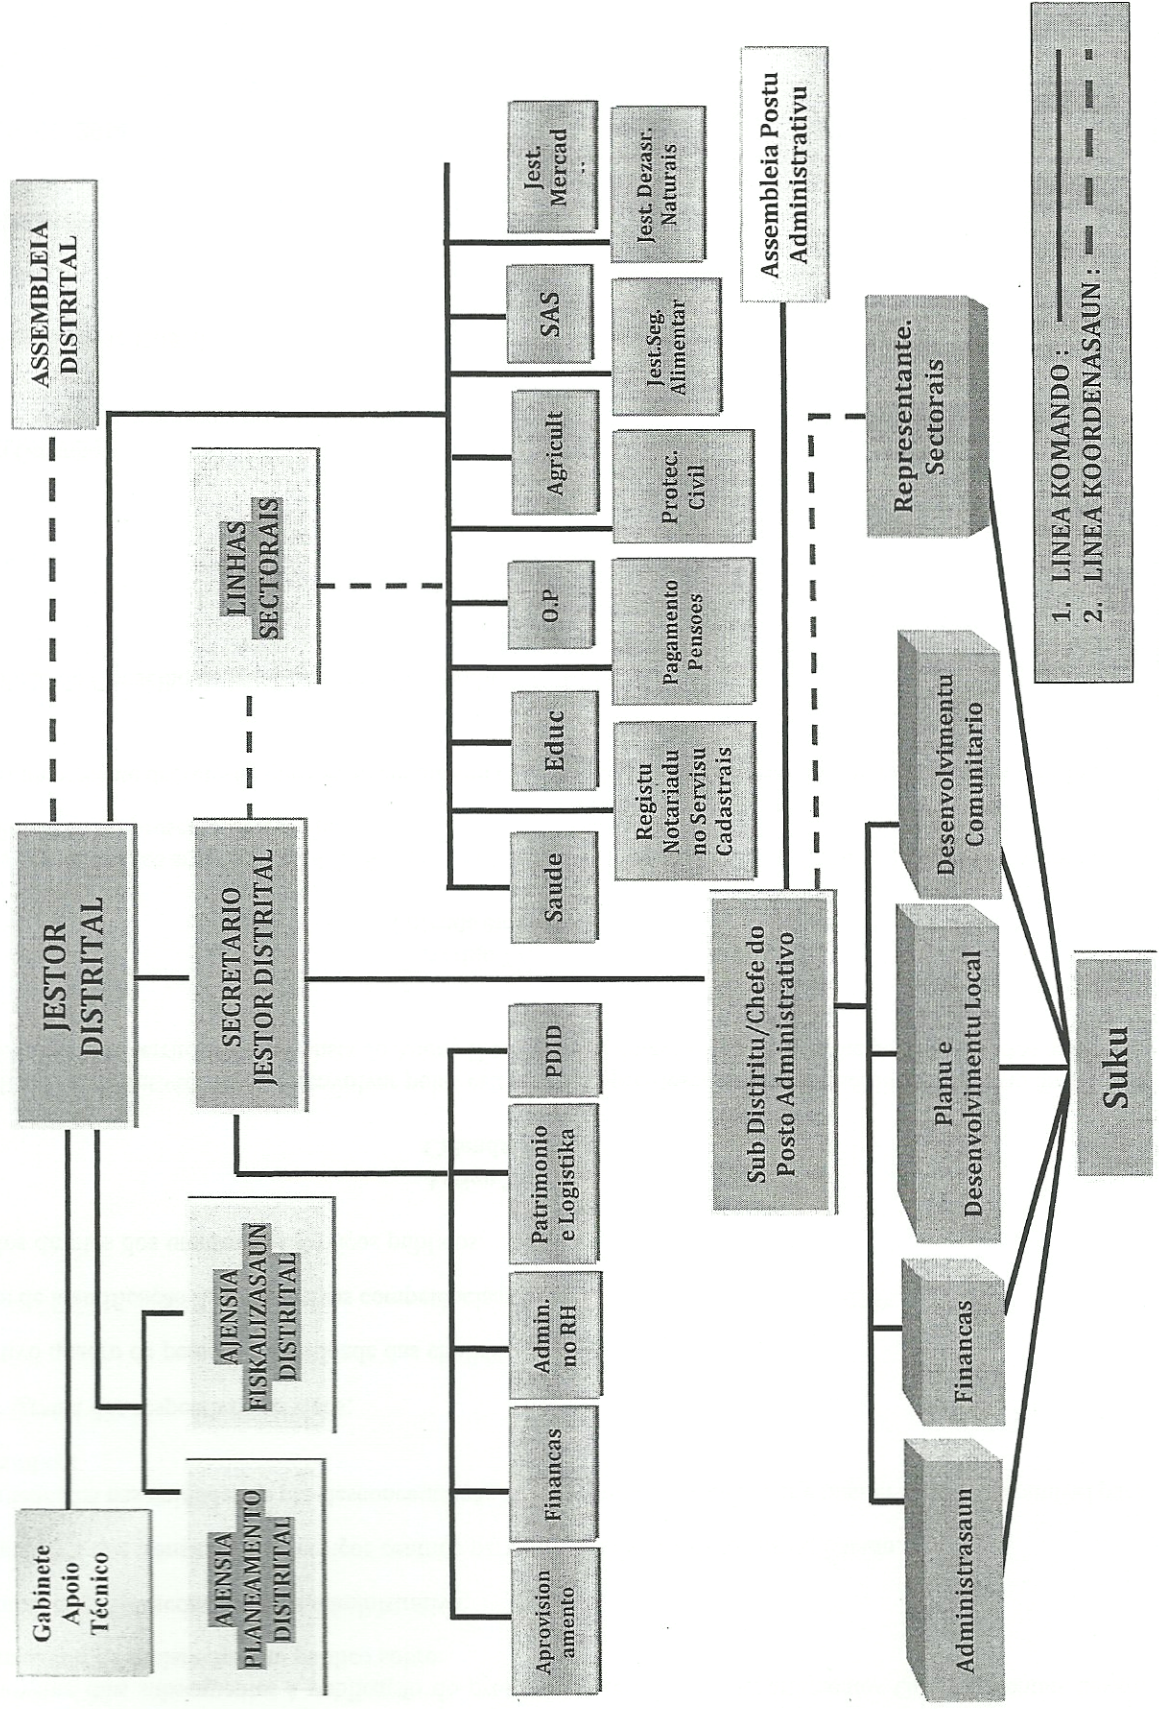 ASSEMBLEIA
DISTRITAL
JESTOR
DISTRITAL
Gabinete
Apoio
Técnico
LINHAS
SECTORAIS
SECRETARIO
JESTOR DISTRITAL
AJENSIA
FISKALIZASAUN
DISTRITAL
AJENSIA
PLANEAMENTO
DISTRITAL
Aprovision
amento
Financas
Admin.
no RH
Patrimonio
e Logistika
PDID
Saude
Educ
O.P
Agricult
SAS
Jest.
Mercad
..
Registu
Notariadu
no Servisu
Cadastrais
Pagamento
Pensoes
Protec.
Civil
Jest.Seg.
Alimentar
Jest. Dezasr.
Naturais
Sub Distiritu/Chefe do
Posto Administrativo
Assembleia Postu
Administrativu
Administrasaun
Financas
Planu e
Desenvolvimentu Local
Desenvolvimentu
Comunitario
Representante.
Sectorais
Suku
1. LINEA KOMANDO :
2. LINEA KOORDENASAUN :